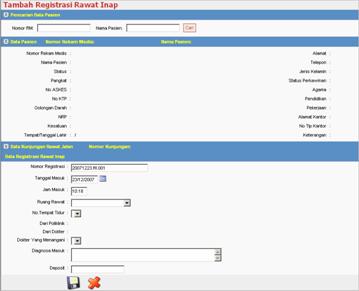 Tambah Registrasi Rawat Inap
Pencarian Data Pasien
Nomor RM: Nama Pasien: Cari
Data Pasien Nomor Rekam Medis: Nama Pasien:
Nomor Rekam Medis : Alamat :
Nama Pasien : Telepon :
Status : Jenis Kelamin :
Pangkat : Status Perkawinan :
No ASKES : Agama :
No KTP : Pendidikan :
Golongan Darah : Pekerjaan :
NRP : Alamat Kantor :
Kesatuan : No Tlp Kantor :
Tempat/Tanggal Lahir : / Keterangan :
Data Kunjungan Rawat Jalan Nomor Kunjungan:
Data Registrasi Rawat Inap
Nomor Registrasi : 20071223.RI.001
Tanggal Masuk : 23/12/2007
Jam Masuk : 10:18
Ruang Rawat :
No.Tempat Tidur :
Dari Poliklinik :
Dari Dokter :
Dokter Yang Menangani :
Diagnosa Masuk :
Deposit :